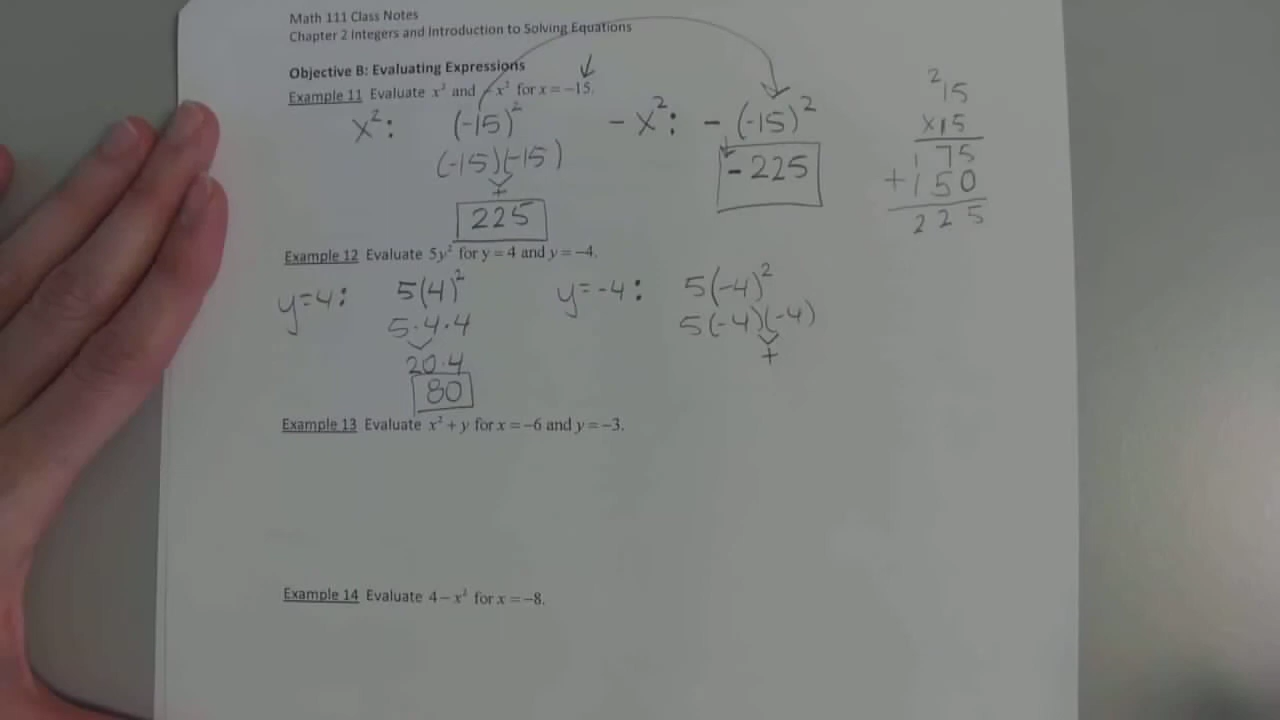 Math 111 Class Notes
Chapter 2 Integers and Introduction to Solving Equations
Objective B: Evaluating Expressions
Example 11 Evaluate x² and −x² for x = −15.
x²: (-15)² - x²: - (-15)²
(-15)(-15) - 225
+
225
2
15
x15
175
+150
225
Example 12 Evaluate 5y² for y = 4 and y = −4.
y=4: 5(4)² y=-4: 5(-4)²
5·4·4 5(-4)(-4)
20·4 +
80
Example 13 Evaluate x² + y for x = −6 and y = −3.
Example 14 Evaluate 4 − x² for x = −8.